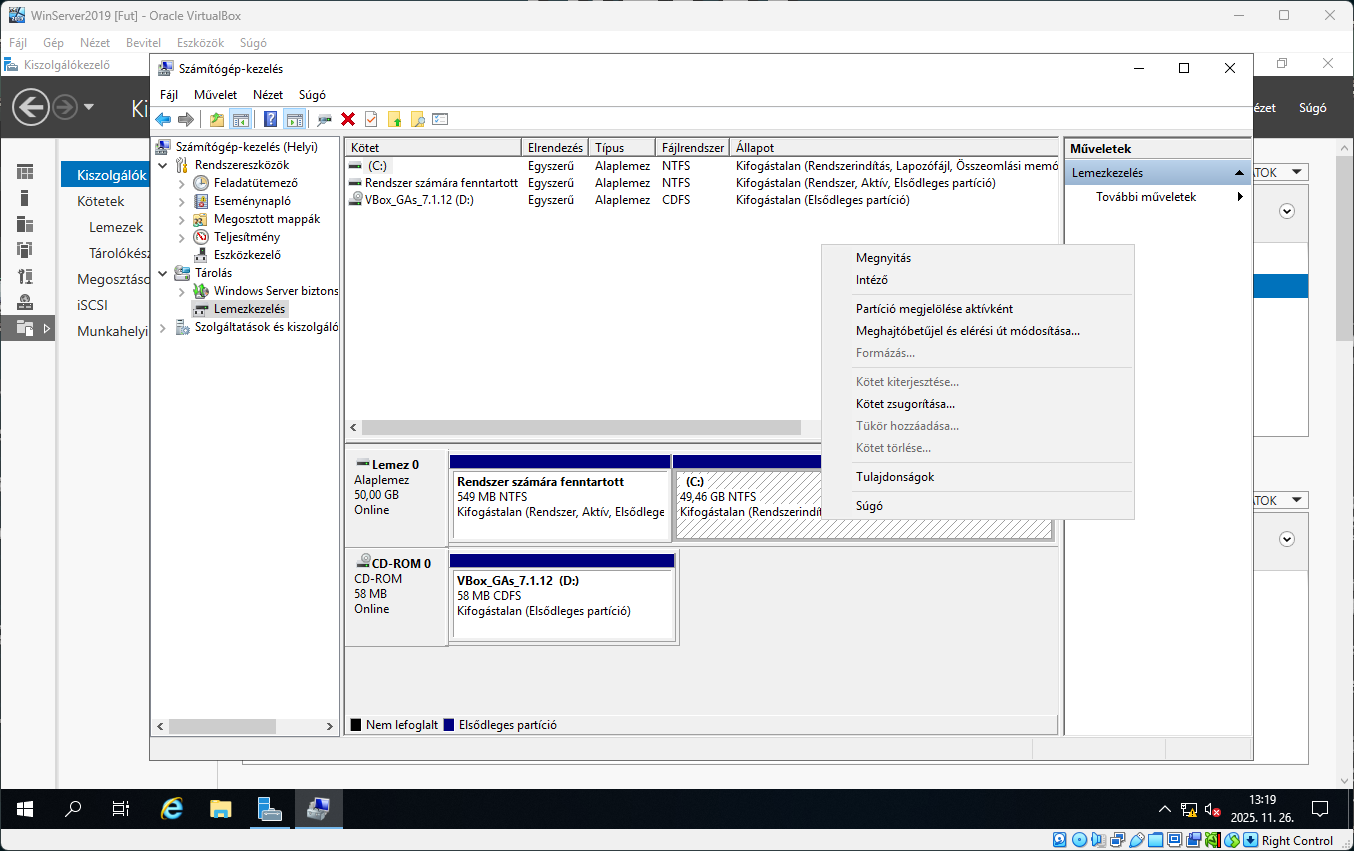 WinServer2019 [Fut] - Oracle VirtualBox
Fájl Gép Nézet Bevitel Eszközök Súgó
Kiszolgálókezelő
Ki
ézet Súgó
Kiszolgálók
Kötetek
Lemezek
Tárolókész
Megosztáso
iSCSI
Munkahelyi
ATOK
ATOK
Számítógép-kezelés
Fájl Művelet Nézet Súgó
Számítógép-kezelés (Helyi)
Rendszereszközök
Feladatütemező
Eseménynapló
Megosztott mappák
Teljesítmény
Eszközkezelő
Tárolás
Windows Server biztons
Lemezkezelés
Szolgáltatások és kiszolgáló
Kötet Elrendezés Típus Fájlrendszer Állapot
(C:) Egyszerű Alaplemez NTFS Kifogástalan (Rendszerindítás, Lapozófájl, Összeomlási memó
Rendszer számára fenntartott Egyszerű Alaplemez NTFS Kifogástalan (Rendszer, Aktív, Elsődleges partíció)
VBox_GAs_7.1.12 (D:) Egyszerű Alaplemez CDFS Kifogástalan (Elsődleges partíció)
Műveletek
Lemezkezelés
További műveletek
Megnyitás
Intéző
Partíció megjelölése aktívként
Meghajtóbetűjel és elérési út módosítása...
Formázás...
Kötet kiterjesztése...
Kötet zsugorítása...
Tükör hozzáadása...
Kötet törlése...
Tulajdonságok
Súgó
Lemez 0
Alaplemez
50,00 GB
Online
Rendszer számára fenntartott
549 MB NTFS
Kifogástalan (Rendszer, Aktív, Elsődlege
(C:)
49,46 GB NTFS
Kifogástalan (Rendszerindít
CD-ROM 0
CD-ROM
58 MB
Online
VBox_GAs_7.1.12 (D:)
58 MB CDFS
Kifogástalan (Elsődleges partíció)
Nem lefoglalt Elsődleges partíció
13:19
2025. 11. 26.
Right Control